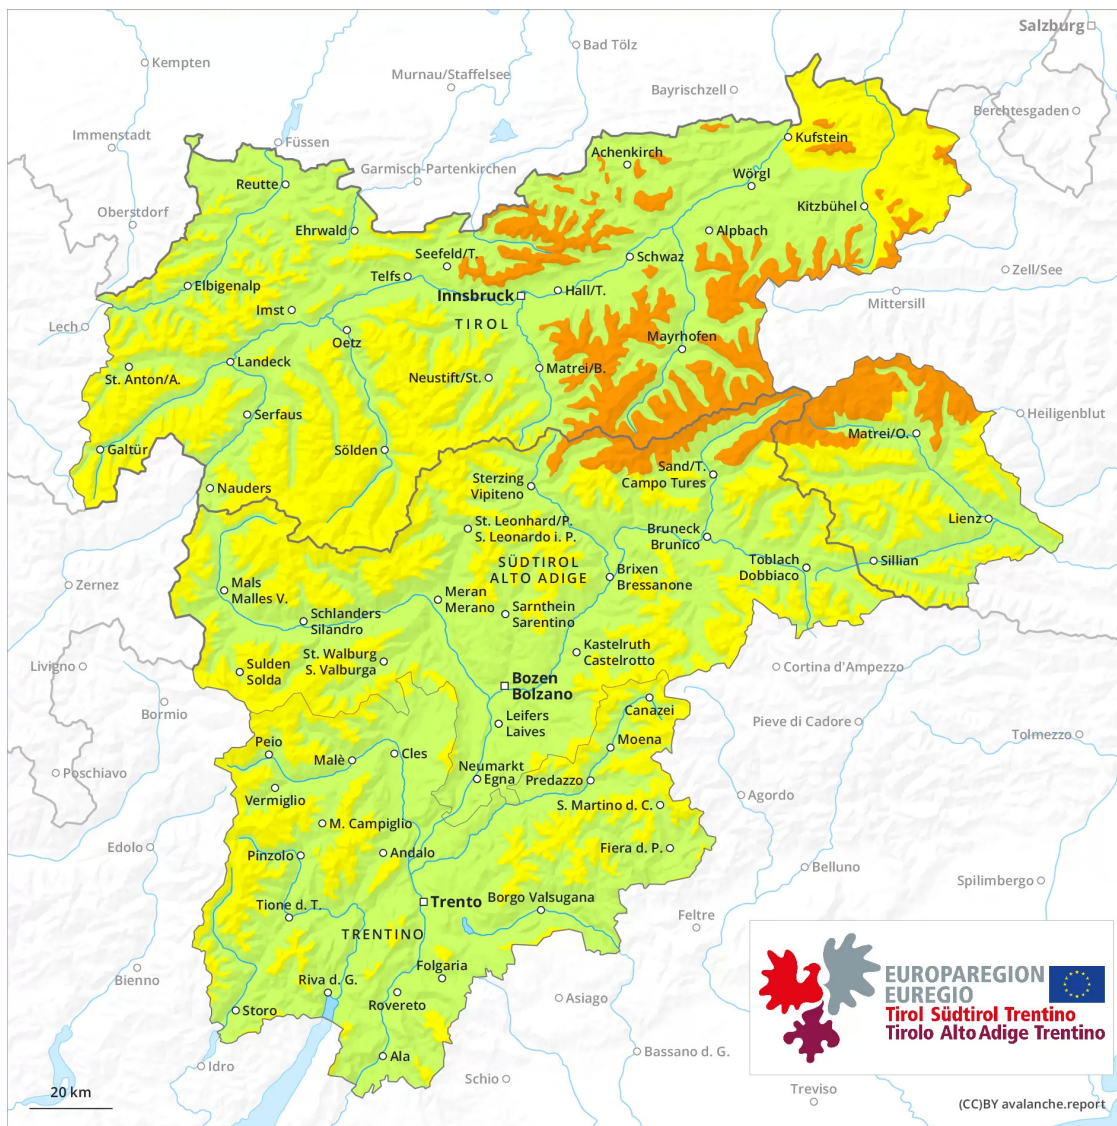 Salzburg
Bad Tölz
Kempten
Murnau/Staffelsee
Bayrischzell
Berchtesgaden
Immenstadt
Füssen
Kufstein
Achenkirch
Garmisch-Partenkirchen
Wörgl
Reutte
Kitzbühel
Oberstdorf
Ehrwald
Alpbach
Seefeld/T.
Schwaz
Telfs
Zell/See
Elbigenalp
Innsbruck
Hall/T.
Mittersill
Imst
TIROL
Lech
Oetz
Mayrhofen
Landeck
St. Anton/A.
Neustift/St.
Matrei/B.
Serfaus
Heiligenblut
Matrei/O.
Galtür
Sölden
Sand/T.
Campo Tures
Sterzing
Vipiteno
Nauders
Lienz
St. Leonhard/P.
S. Leonardo i. P.
Bruneck
Brunico
SÜDTIROL
ALTO ADIGE
Toblach
Dobbiaco
Sillian
Brixen
Bressanone
Zernez
Mals
Malles V.
Meran
Merano
Sarnthein
Sarentino
Schlanders
Silandro
Kastelruth
Castelrotto
St. Walburg
S. Valburga
Livigno
Sulden
Solda
Cortina d'Ampezzo
Bozen
Bolzano
Bormio
Canazei
Leifers
Laives
Pieve di Cadore
Tolmezzo
Peio
Moena
Malè
Cles
Neumarkt
Egna
Predazzo
Poschiavo
Vermiglio
Agordo
S. Martino d. C.
M. Campiglio
Edolo
Pinzolo
Andalo
Fiera d. P.
Belluno
Spilimbergo
Trento
Borgo Valsugana
Tione d. T.
Feltre
TRENTINO
Folgaria
Bienno
Riva d. G.
Rovereto
Asiago
Storo
EUROPAREGION
EUREGIO
Tirol Südtirol Trentino
Tirolo Alto Adige Trentino
Ala
Bassano d. G.
Idro
Schio
Treviso
20 km
(CC)BY avalanche.report